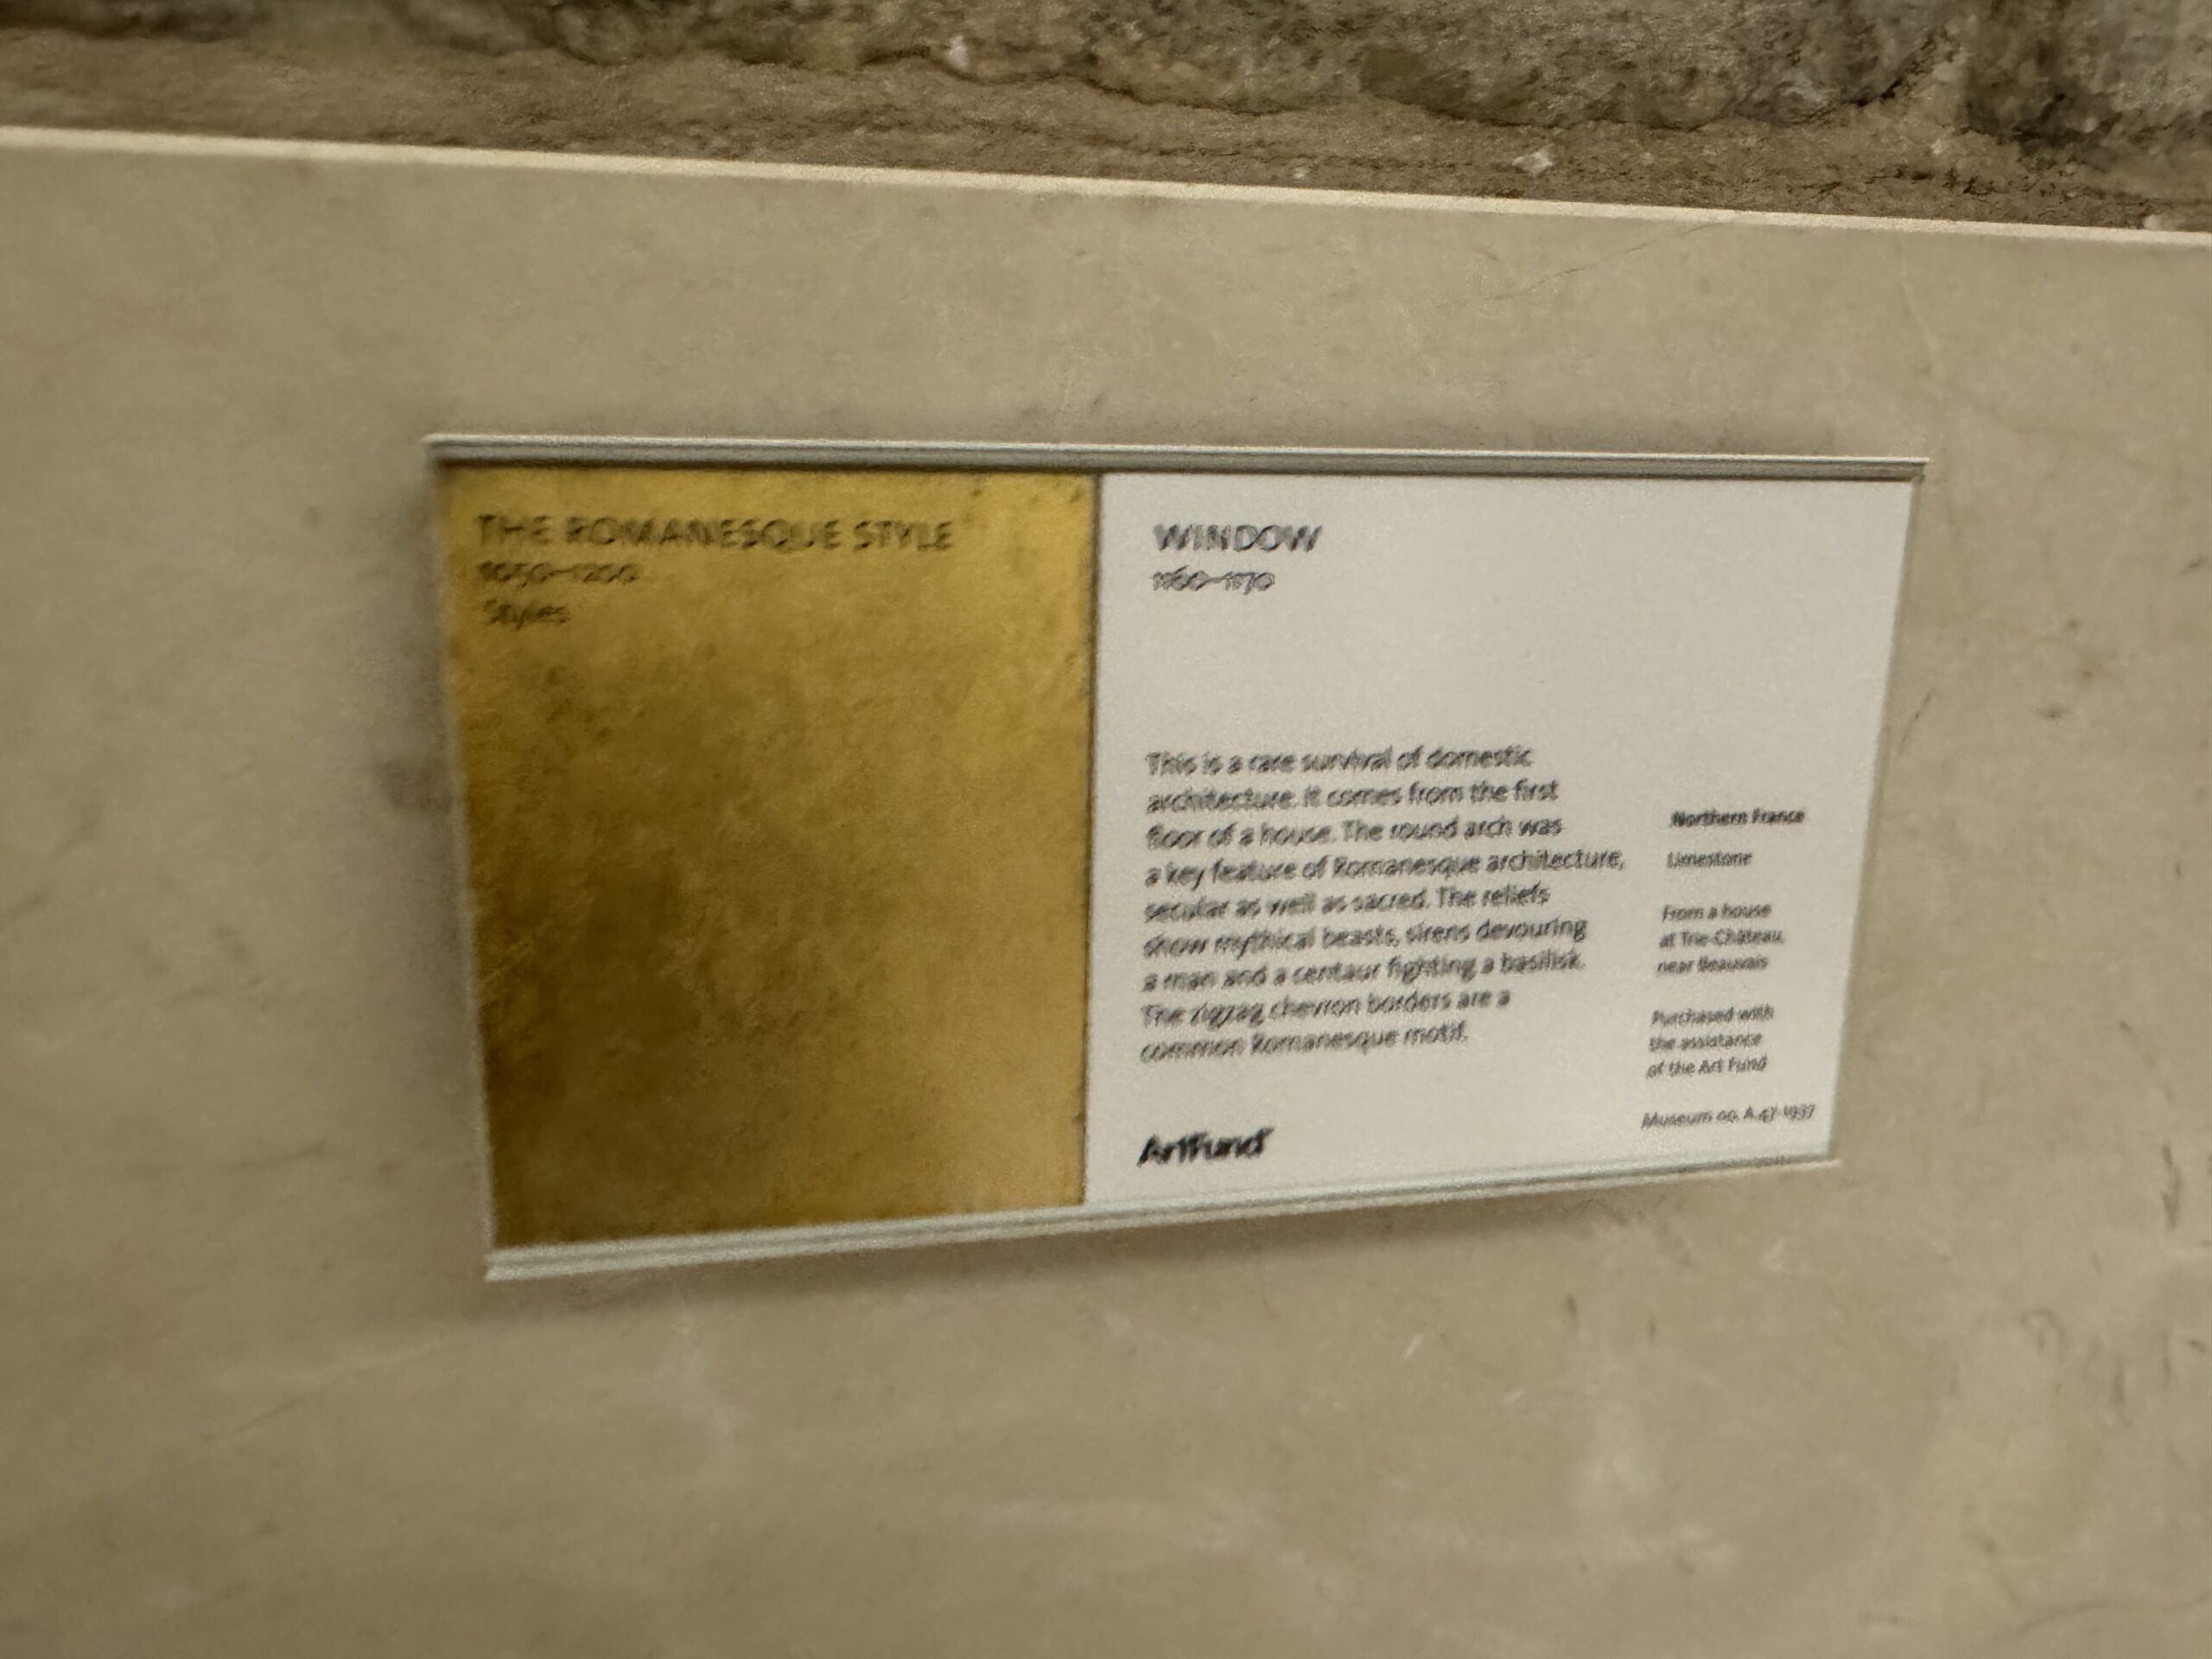 THE ROMANESQUE STYLE
1050–1200
Styles
WINDOW
1160–1170
This is a rare survival of domestic
architecture. It comes from the first
floor of a house. The round arch was
a key feature of Romanesque architecture,
secular as well as sacred. The reliefs
show mythical beasts, sirens devouring
a man and a centaur fighting a basilisk.
The zigzag chevron borders are a
common Romanesque motif.
ArtFund
Northern France
Limestone
From a house
at Trie-Château,
near Beauvais
Purchased with
the assistance
of the Art Fund
Museum no. A.47-1937